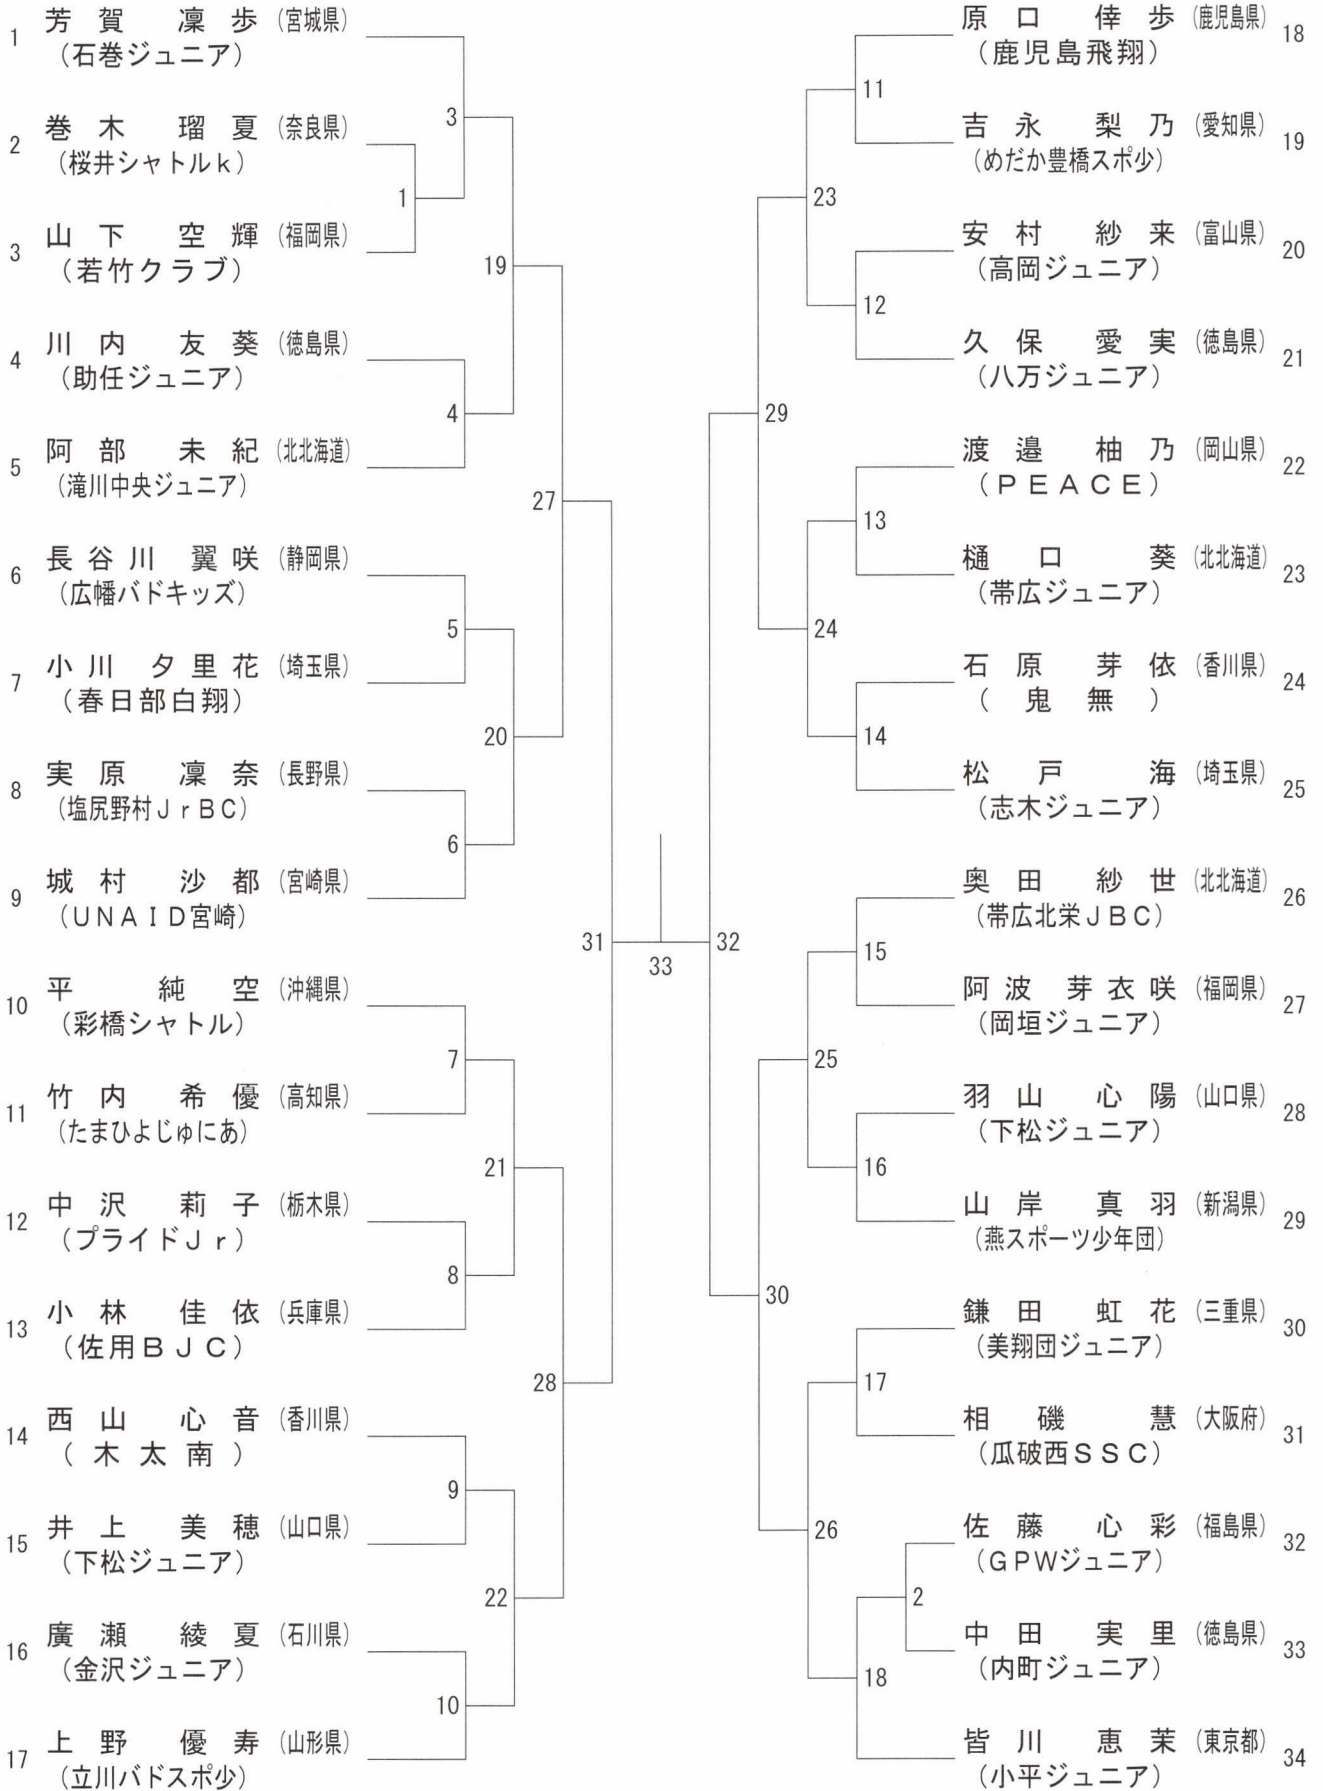 1 芳賀 凜歩 (宮城県)
(石巻ジュニア)
2 巻木 瑠夏 (奈良県)
(桜井シャトルk)
3 山下 空輝 (福岡県)
(若竹クラブ)
4 川内 友葵 (徳島県)
(助任ジュニア)
5 阿部 未紀 (北北海道)
(滝川中央ジュニア)
6 長谷川 翼咲 (静岡県)
(広幡バドキッズ)
7 小川 夕里花 (埼玉県)
(春日部白翔)
8 実原 凜奈 (長野県)
(塩尻野村JrBC)
9 城村 沙都 (宮崎県)
(UNAID宮崎)
10 平 純空 (沖縄県)
(彩橋シャトル)
11 竹内 希優 (高知県)
(たまひよじゅにあ)
12 中沢 莉子 (栃木県)
(プライドJr)
13 小林 佳依 (兵庫県)
(佐用BJC)
14 西山 心音 (香川県)
(木太南)
15 井上 美穂 (山口県)
(下松ジュニア)
16 廣瀬 綾夏 (石川県)
(金沢ジュニア)
17 上野 優寿 (山形県)
(立川バドスポ少)
1
3
4
5
6
7
8
9
10
19
20
21
22
27
28
31
33
32
29
30
23
24
25
26
11
12
13
14
15
16
17
18
2
原口 倖歩 (鹿児島県) 18
(鹿児島飛翔)
吉永 梨乃 (愛知県) 19
(めだか豊橋スポ少)
安村 紗来 (富山県) 20
(高岡ジュニア)
久保 愛実 (徳島県) 21
(八万ジュニア)
渡邉 柚乃 (岡山県) 22
(PEACE)
樋口 葵 (北北海道) 23
(帯広ジュニア)
石原 芽依 (香川県) 24
(鬼無)
松戸 海 (埼玉県) 25
(志木ジュニア)
奥田 紗世 (北北海道) 26
(帯広北栄JBC)
阿波 芽衣咲 (福岡県) 27
(岡垣ジュニア)
羽山 心陽 (山口県) 28
(下松ジュニア)
山岸 真羽 (新潟県) 29
(燕スポーツ少年団)
鎌田 虹花 (三重県) 30
(美翔団ジュニア)
相磯 慧 (大阪府) 31
(瓜破西SSC)
佐藤 心彩 (福島県) 32
(GPWジュニア)
中田 実里 (徳島県) 33
(内町ジュニア)
皆川 恵茉 (東京都) 34
(小平ジュニア)